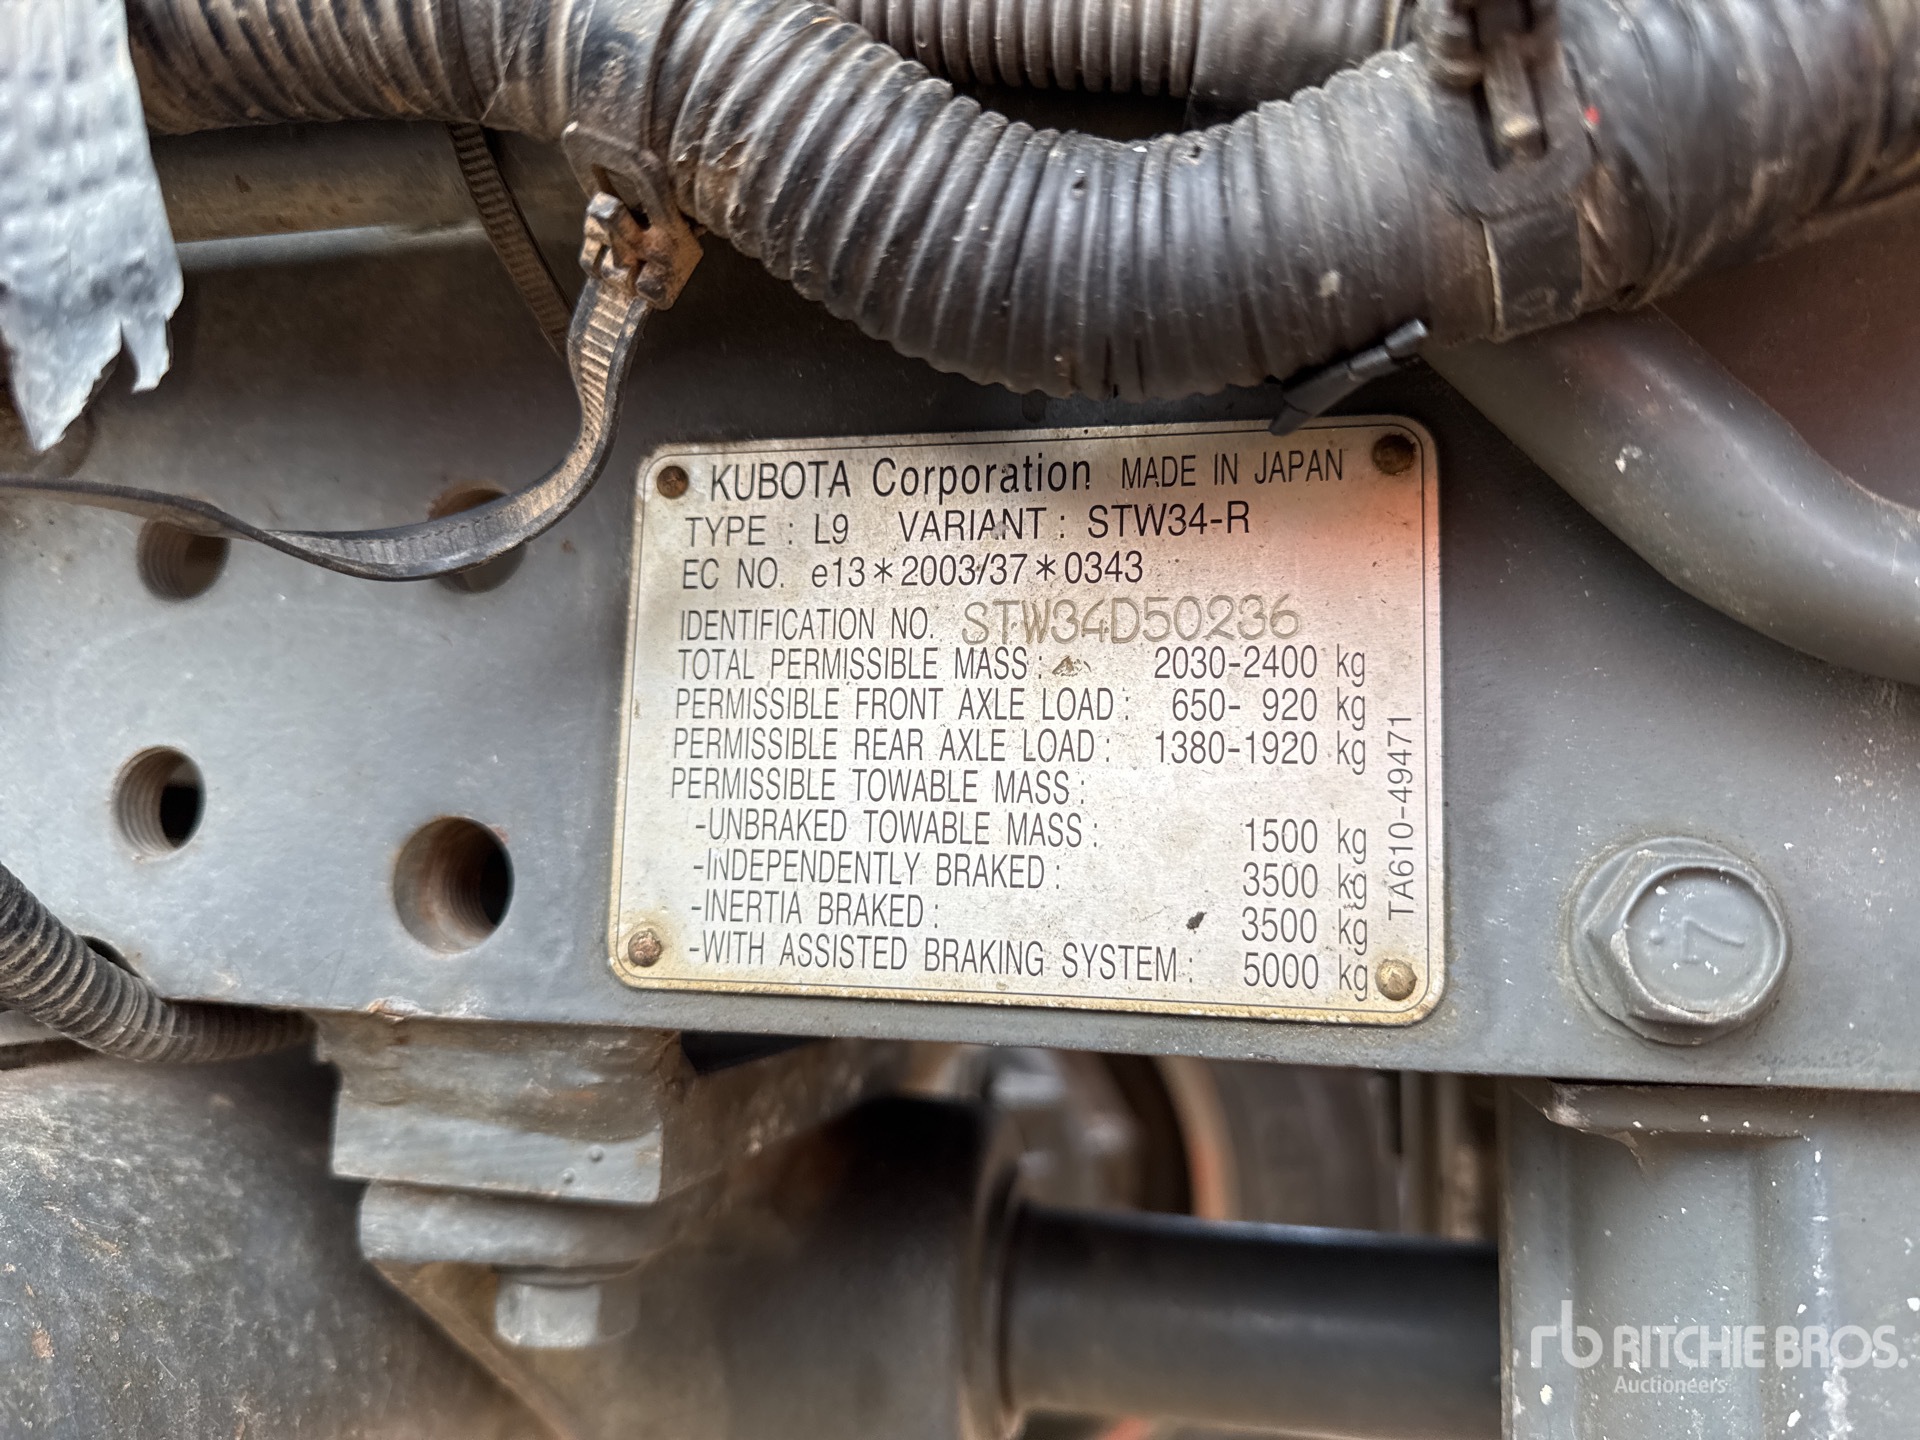 KUBOTA Corporation MADE IN JAPAN
TYPE : L9 VARIANT : STW34-R
EC NO. e13*2003/37*0343
IDENTIFICATION NO. STW34D50236
TOTAL PERMISSIBLE MASS : 2030-2400 kg
PERMISSIBLE FRONT AXLE LOAD : 650- 920 kg
PERMISSIBLE REAR AXLE LOAD : 1380-1920 kg
PERMISSIBLE TOWABLE MASS :
-UNBRAKED TOWABLE MASS : 1500 kg
-INDEPENDENTLY BRAKED : 3500 kg
-INERTIA BRAKED : 3500 kg
-WITH ASSISTED BRAKING SYSTEM : 5000 kg
TA610-49471
7
rb RITCHIE BROS.
Auctioneers